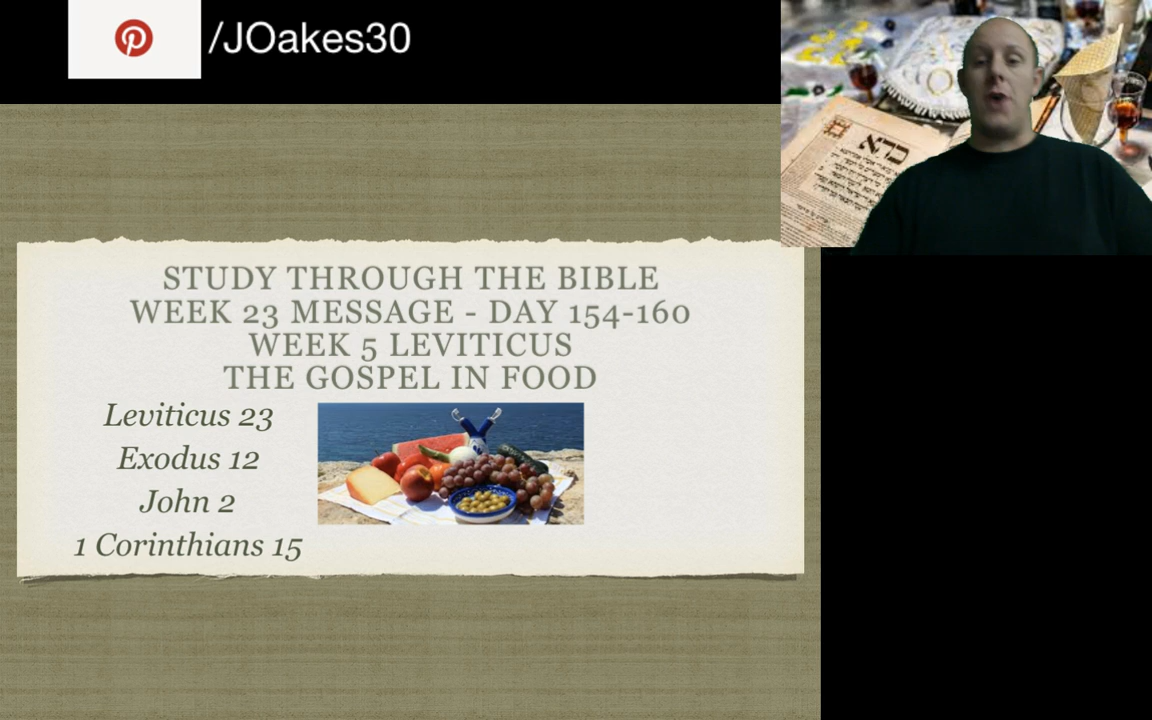 /JOakes30
STUDY THROUGH THE BIBLE
WEEK 23 MESSAGE - DAY 154-160
WEEK 5 LEVITICUS
THE GOSPEL IN FOOD
Leviticus 23
Exodus 12
John 2
1 Corinthians 15